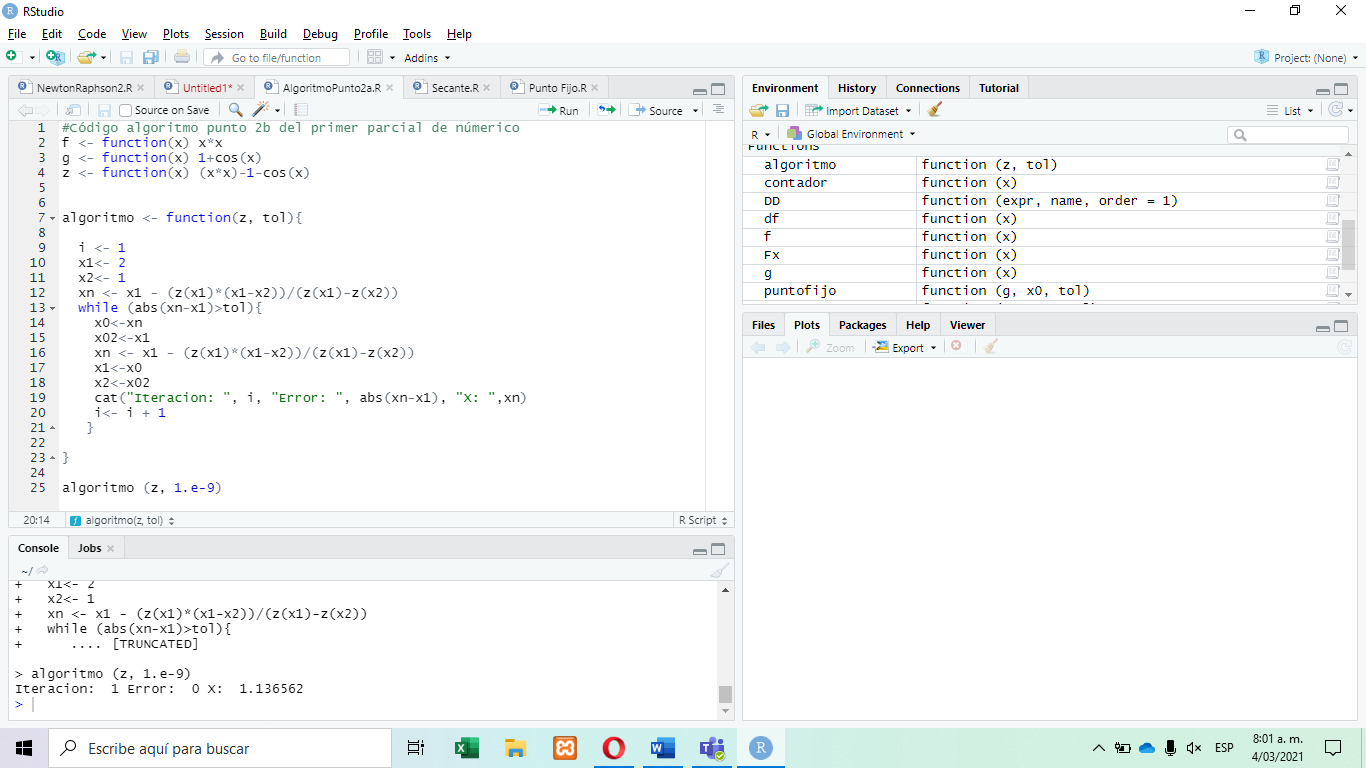 RStudio
File Edit Code View Plots Session Build Debug Profile Tools Help
Go to file/function Addins Project: (None)
NewtonRaphson2.R Untitled1* AlgoritmoPunto2a.R Secante.R Punto Fijo.R
Source on Save Run Source
1 #Código algoritmo punto 2b del primer parcial de númerico
2 f <- function(x) x*x
3 g <- function(x) 1+cos(x)
4 z <- function(x) (x*x)-1-cos(x)
5
6
7 algoritmo <- function(z, tol){
8
9 i <- 1
10 x1<- 2
11 x2<- 1
12 xn <- x1 - (z(x1)*(x1-x2))/(z(x1)-z(x2))
13 while (abs(xn-x1)>tol){
14 x0<-xn
15 x02<-x1
16 xn <- x1 - (z(x1)*(x1-x2))/(z(x1)-z(x2))
17 x1<-x0
18 x2<-x02
19 cat("Iteracion: ", i, "Error: ", abs(xn-x1), "X: ",xn)
20 i<- i + 1
21 }
22
23 }
24
25 algoritmo (z, 1.e-9)
20:14 algoritmo(z, tol) R Script
Console Jobs
~/
+ x1<- 2
+ x2<- 1
+ xn <- x1 - (z(x1)*(x1-x2))/(z(x1)-z(x2))
+ while (abs(xn-x1)>tol){
+ .... [TRUNCATED]
> algoritmo (z, 1.e-9)
Iteracion: 1 Error: 0 X: 1.136562
>
Environment History Connections Tutorial
Import Dataset List
R Global Environment
Functions
algoritmo function (z, tol)
contador function (x)
DD function (expr, name, order = 1)
df function (x)
f function (x)
Fx function (x)
g function (x)
puntofijo function (g, x0, tol)
Files Plots Packages Help Viewer
Zoom Export
Escribe aquí para buscar
ESP
8:01 a. m.
4/03/2021